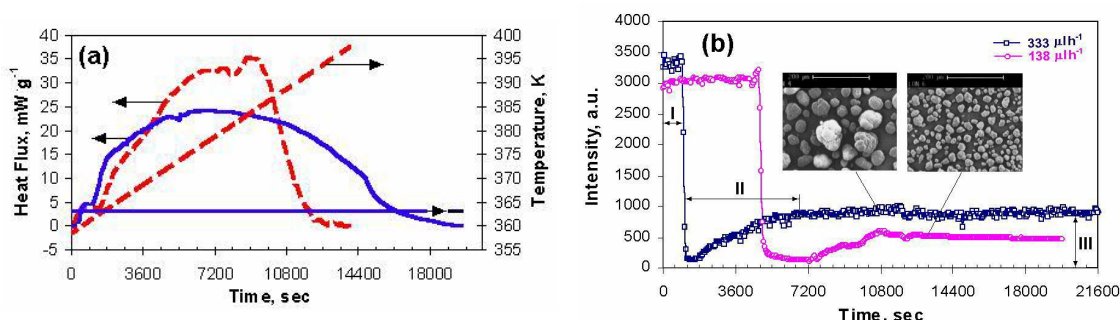 (a)
40
35
30
25
20
15
10
5
0
-5
Heat Flux, mW g-1
400
395
390
385
380
375
370
365
360
355
Temperature, K
0 3600 7200 10800 14400 18000
Time, sec
(b)
4000
3500
3000
2500
2000
1500
1000
500
0
Intensity, a.u.
333 µlh-1
138 µlh-1
I
II
III
0 3600 7200 10800 14400 18000 21600
Time, sec